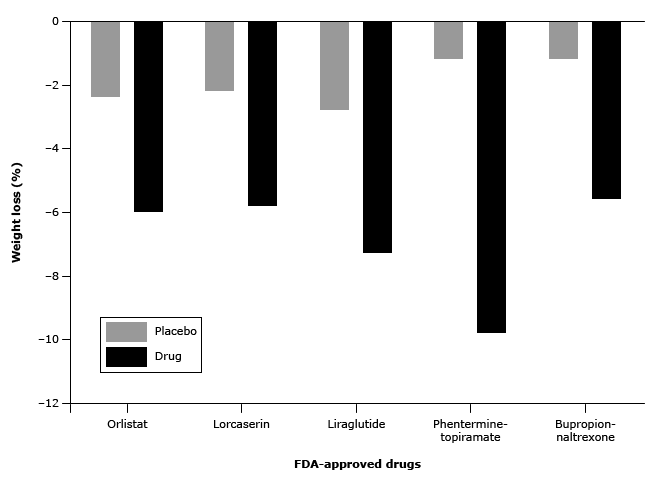 0
−2
−4
−6
−8
−10
−12
Weight loss (%)
Placebo
Drug
Orlistat
Lorcaserin
Liraglutide
Phentermine-
topiramate
Bupropion-
naltrexone
FDA-approved drugs